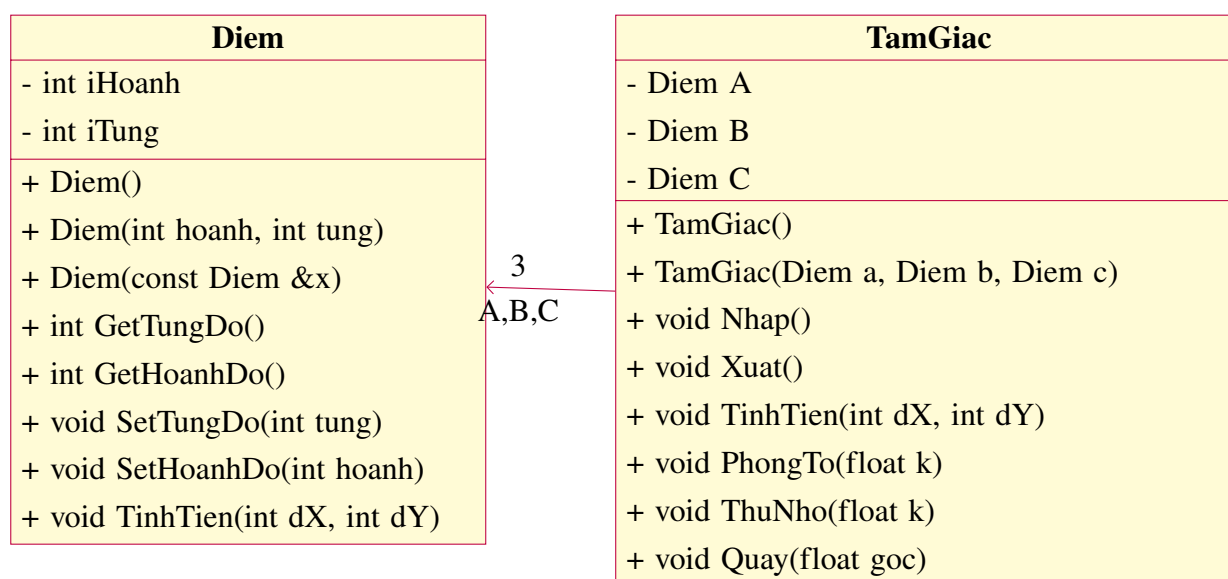 Diem
- int iHoanh
- int iTung
+ Diem()
+ Diem(int hoanh, int tung)
+ Diem(const Diem &x)
+ int GetTungDo()
+ int GetHoanhDo()
+ void SetTungDo(int tung)
+ void SetHoanhDo(int hoanh)
+ void TinhTien(int dX, int dY)
3
A,B,C
TamGiac
- Diem A
- Diem B
- Diem C
+ TamGiac()
+ TamGiac(Diem a, Diem b, Diem c)
+ void Nhap()
+ void Xuat()
+ void TinhTien(int dX, int dY)
+ void PhongTo(float k)
+ void ThuNho(float k)
+ void Quay(float goc)